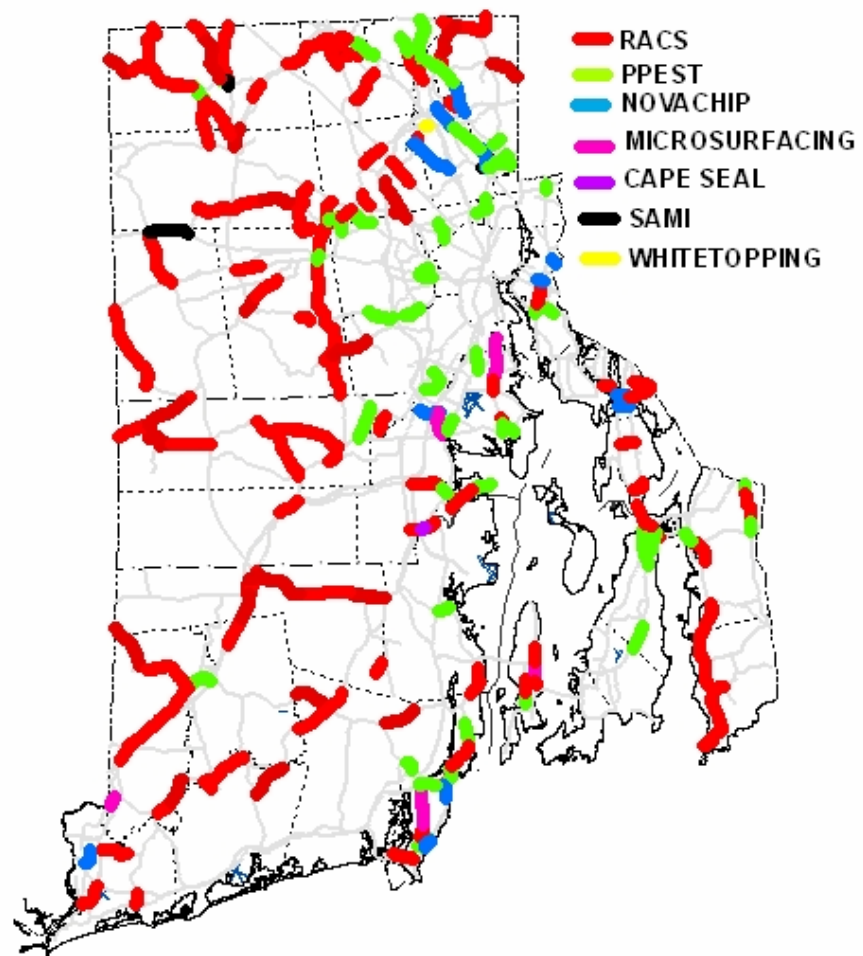 RACS
PPEST
NOVACHIP
MICROSURFACING
CAPE SEAL
SAMI
WHITETOPPING